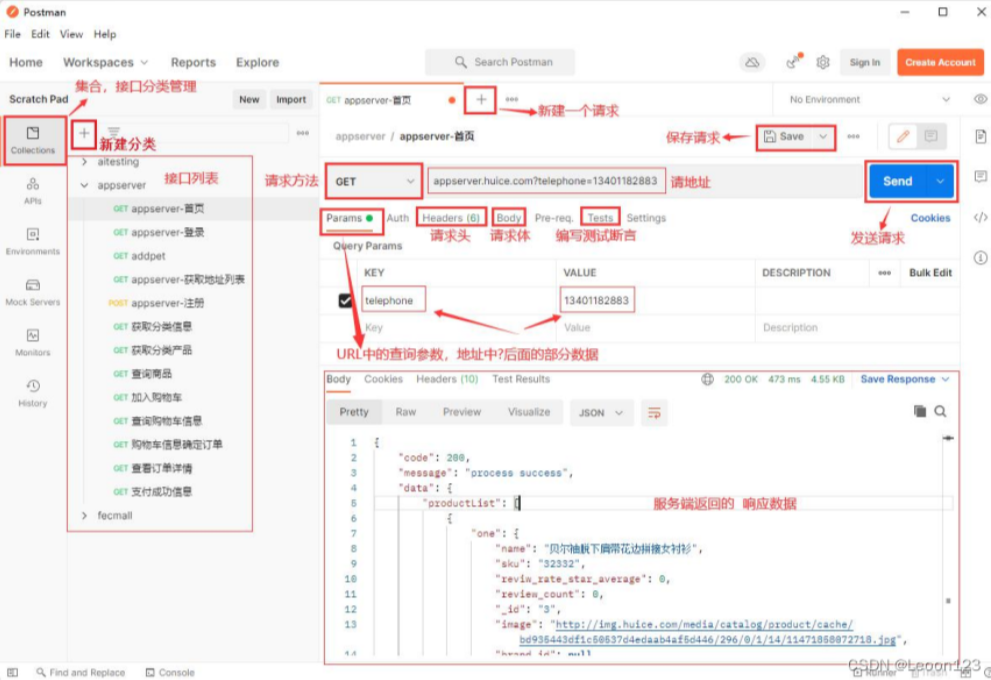 Postman
File Edit View Help
Home Workspaces Reports Explore Search Postman Sign In Create Account
集合，接口分类管理
Scratch Pad New Import GET appserver-首页 No Environment
新建一个请求
appserver / appserver-首页 保存请求 Save
Collections
新建分类
aitesting
appserver 接口列表 请求方法 GET appserver.huice.com?telephone=13401182883 请地址 Send
APIs
GET appserver-首页
Params Auth Headers (6) Body Pre-req. Tests Settings Cookies
请求头 请求体 编写测试断言 发送请求
GET appserver-登录
Environments
GET addpet
Query Params
KEY VALUE DESCRIPTION Bulk Edit
GET appserver-获取地址列表
Mock Servers
POST appserver-注册
telephone 13401182883
GET 获取分类信息
Key Value Description
Monitors
GET 获取分类产品
URL中的查询参数，地址中?后面的部分数据
GET 查询商品
Body Cookies Headers (10) Test Results 200 OK 473 ms 4.55 KB Save Response
History
GET 加入购物车
Pretty Raw Preview Visualize JSON
GET 查询购物车信息
GET 购物车信息确定订单
GET 查看订单详情
GET 支付成功信息
fecmall
1 {
2 "code": 200,
3 "message": "process success",
4 "data": {
5 "productList": [
服务端返回的 响应数据
6 {
7 "one": {
8 "name": "贝尔袖脱下肩带花边拼接女衬衫",
9 "sku": "32332",
10 "reviw_rate_star_average": 0,
11 "review_count": 0,
12 "_id": "3",
13 "image": "http://img.huice.com/media/catalog/product/cache/
bd935443df1c50537d4edaab4af5d446/296/0/1/14/11471858072718.jpg",
14 "brand_id": null
Find and Replace Console Runner Trash
CSDN @Leoon123